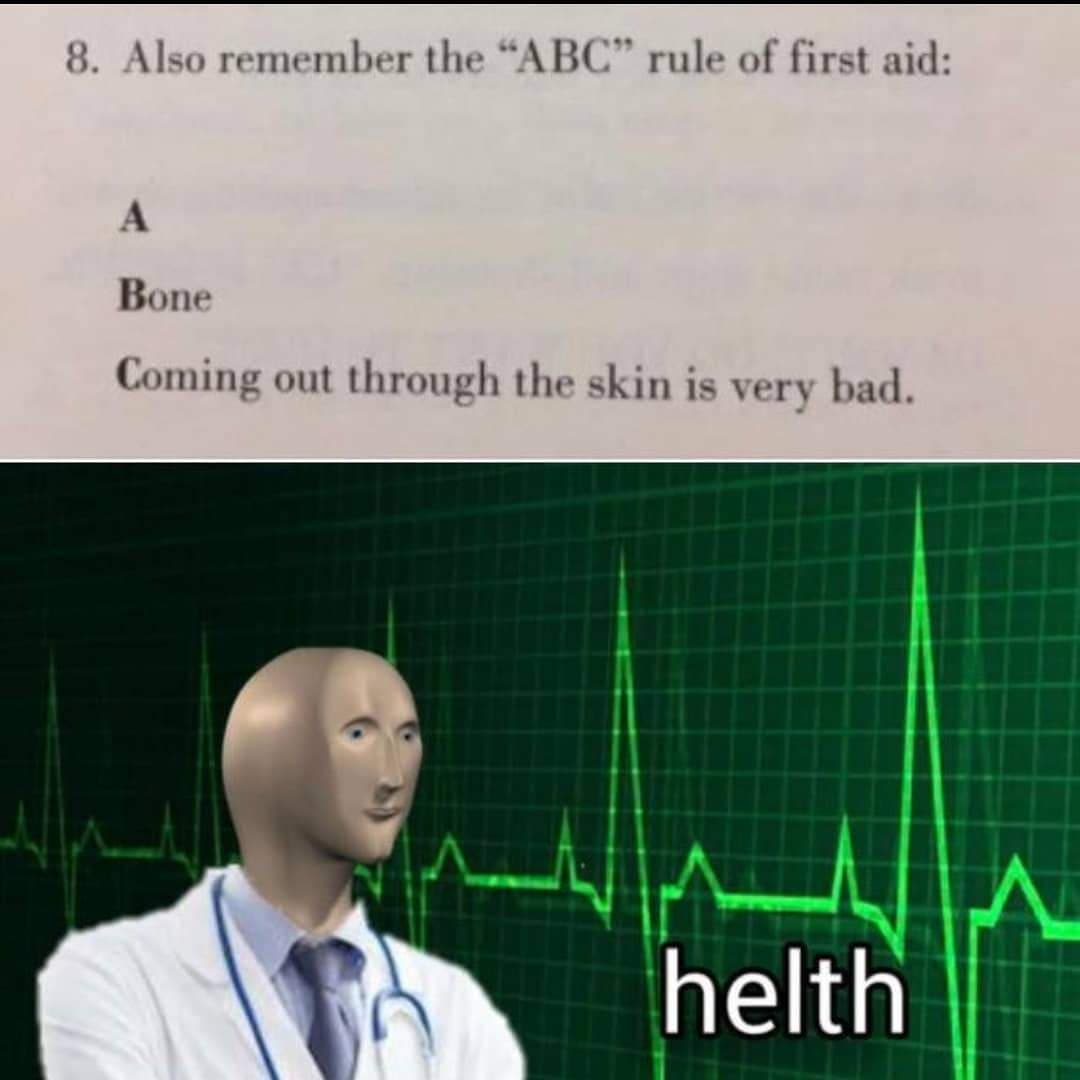 8. Also remember the “ABC” rule of first aid:
A
Bone
Coming out through the skin is very bad.
helth